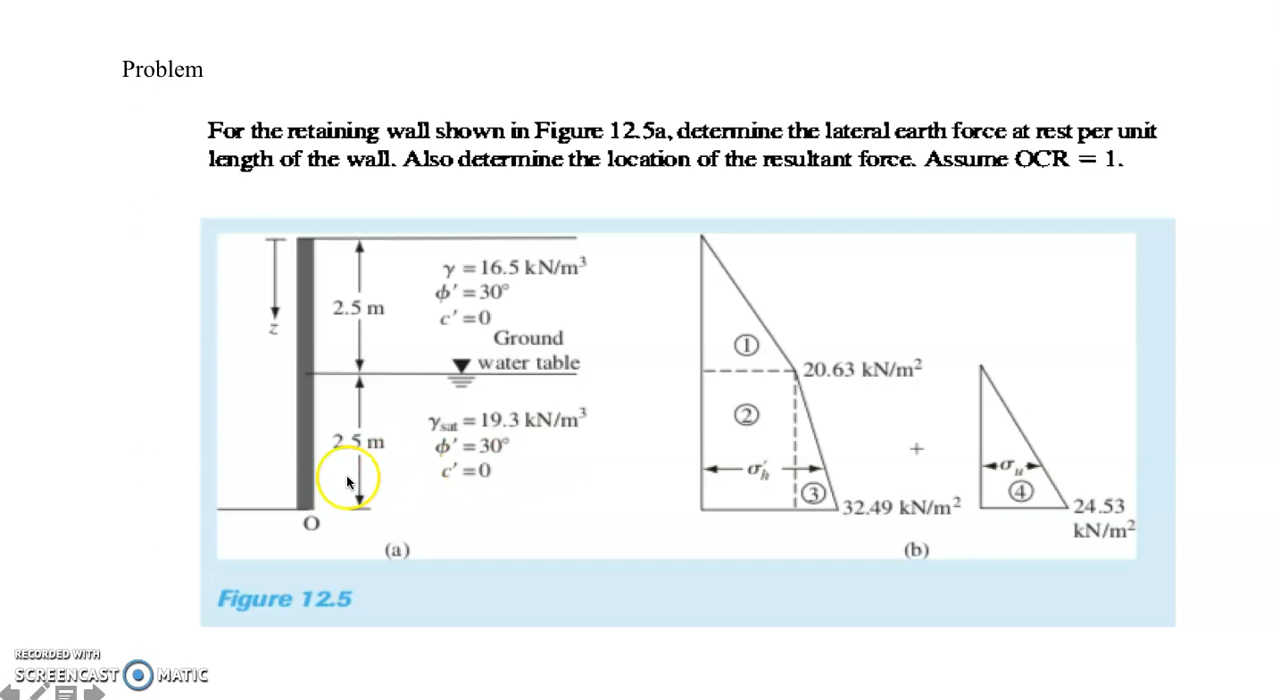 Problem
For the retaining wall shown in Figure 12.5a, determine the lateral earth force at rest per unit
length of the wall. Also determine the location of the resultant force. Assume OCR = 1.
γ = 16.5 kN/m³
ϕ′ = 30°
2.5 m
c′ = 0
z
Ground
water table
γsat = 19.3 kN/m³
2.5 m
ϕ′ = 30°
c′ = 0
O
(a)
①
20.63 kN/m²
②
+
σ′h
σu
③
④
32.49 kN/m²
24.53
kN/m²
(b)
Figure 12.5
RECORDED WITH
SCREENCAST MATIC